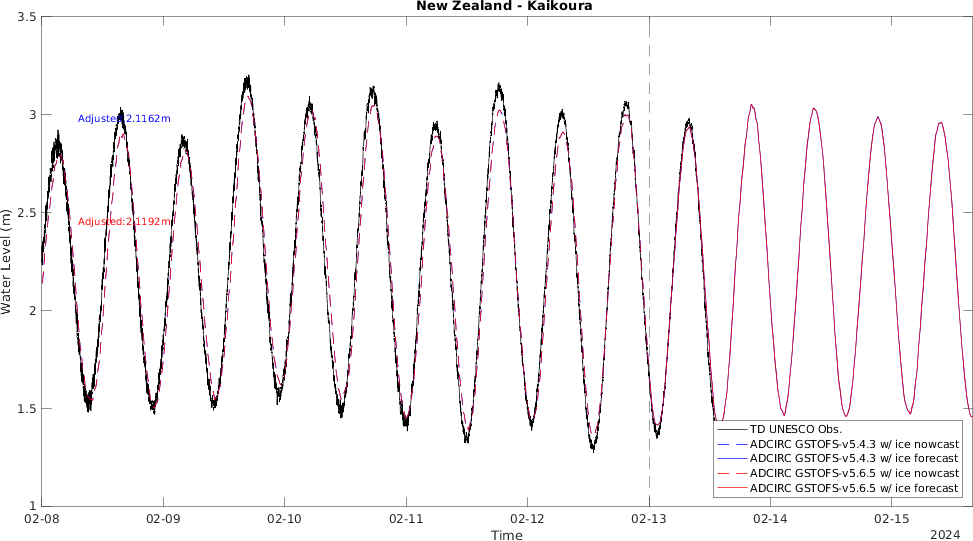 New Zealand - Kaikoura
3.5
3
2.5
2
1.5
1
Water Level (m)
Adjusted:2.1162m
Adjusted:2.1192m
TD UNESCO Obs.
ADCIRC GSTOFS-v5.4.3 w/ ice nowcast
ADCIRC GSTOFS-v5.4.3 w/ ice forecast
ADCIRC GSTOFS-v5.6.5 w/ ice nowcast
ADCIRC GSTOFS-v5.6.5 w/ ice forecast
02-08 02-09 02-10 02-11 02-12 02-13 02-14 02-15
Time
2024